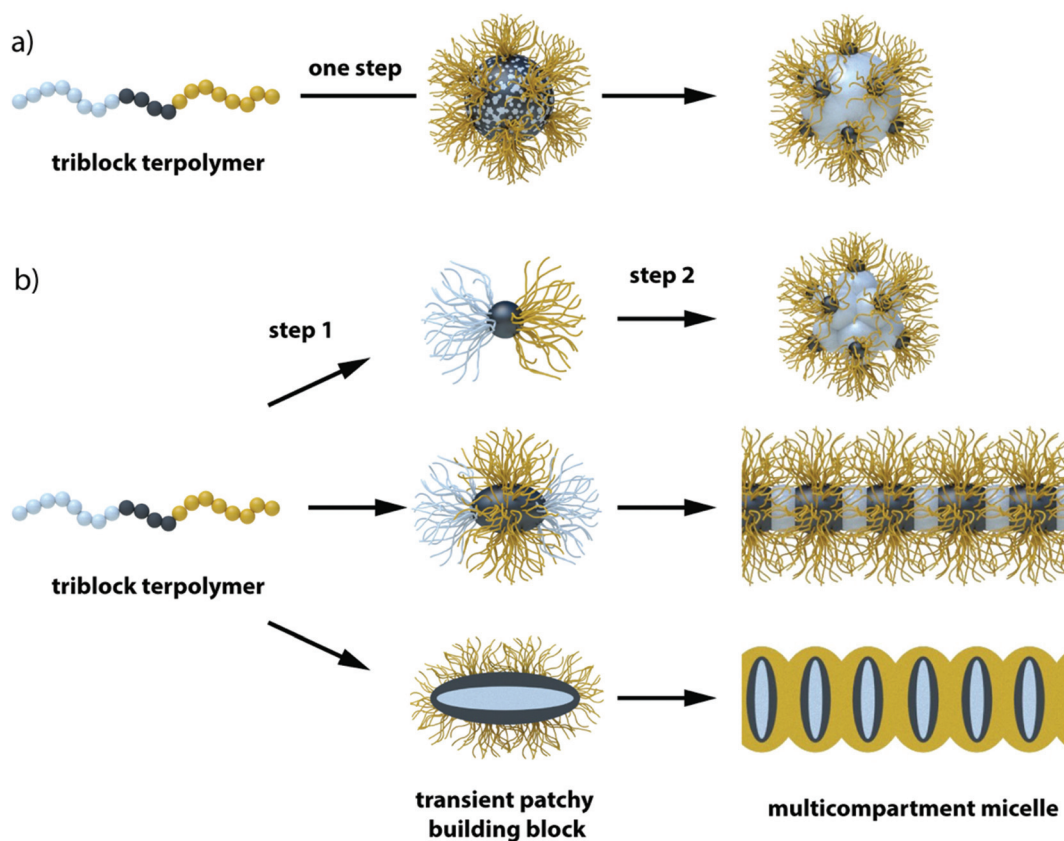 a)
one step
triblock terpolymer
b)
step 1
step 2
triblock terpolymer
transient patchy
building block
multicompartment micelle